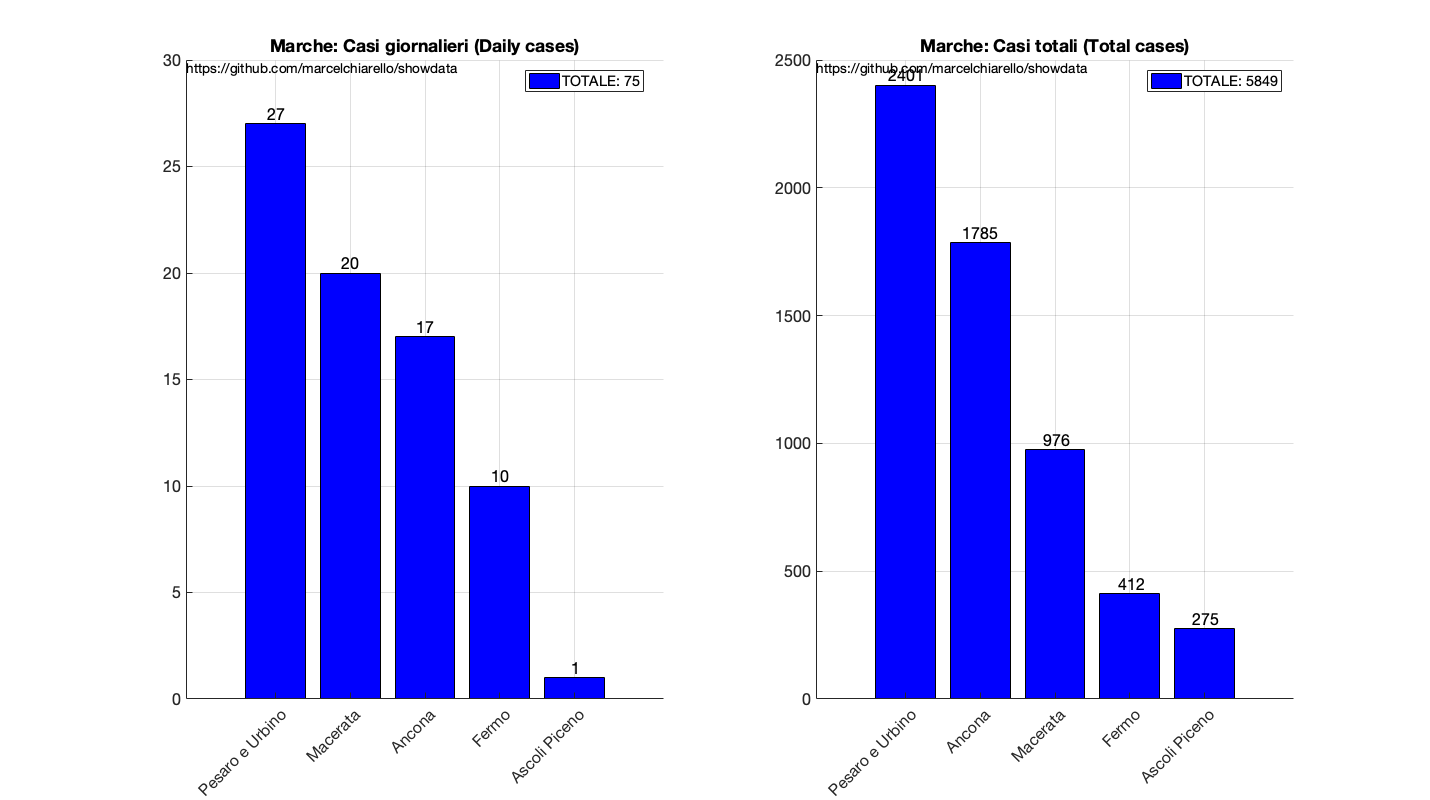 Marche: Casi giornalieri (Daily cases)
https://github.com/marcelchiarello/showdata
TOTALE: 75
30
25
20
15
10
5
0
27
20
17
10
1
Pesaro e Urbino
Macerata
Ancona
Fermo
Ascoli Piceno
Marche: Casi totali (Total cases)
https://github.com/marcelchiarello/showdata
TOTALE: 5849
2500
2000
1500
1000
500
0
2401
1785
976
412
275
Pesaro e Urbino
Ancona
Macerata
Fermo
Ascoli Piceno